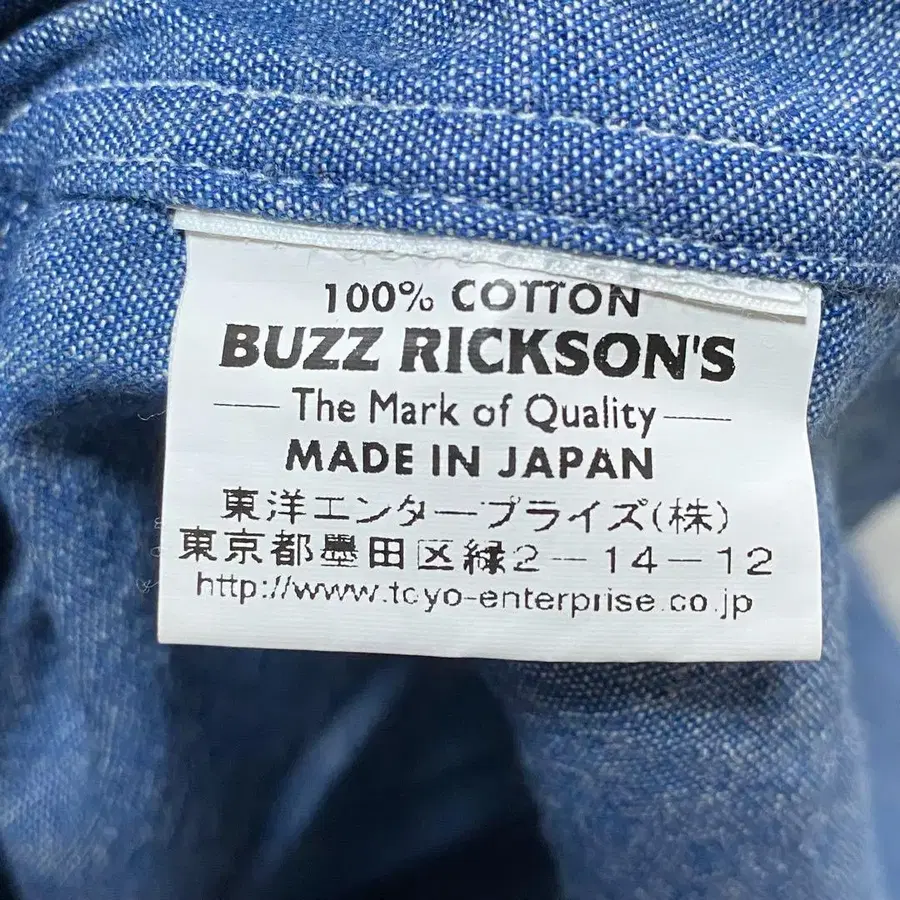 100% COTTON
BUZZ RICKSON'S
The Mark of Quality
MADE IN JAPAN
東洋エンタープライズ(株)
東京都墨田区緑2-14-12
http://www.toyo-enterprise.co.jp